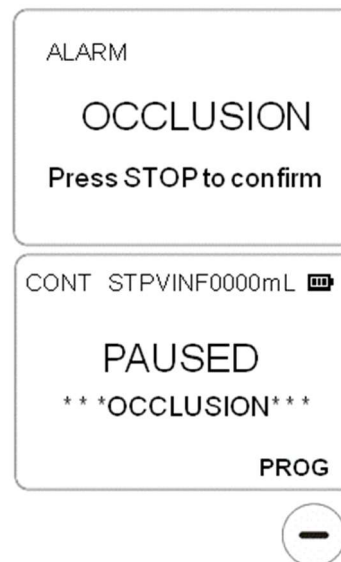 ALARM
OCCLUSION
Press STOP to confirm
CONT STPVINF0000mL
PAUSED
***OCCLUSION***
PROG